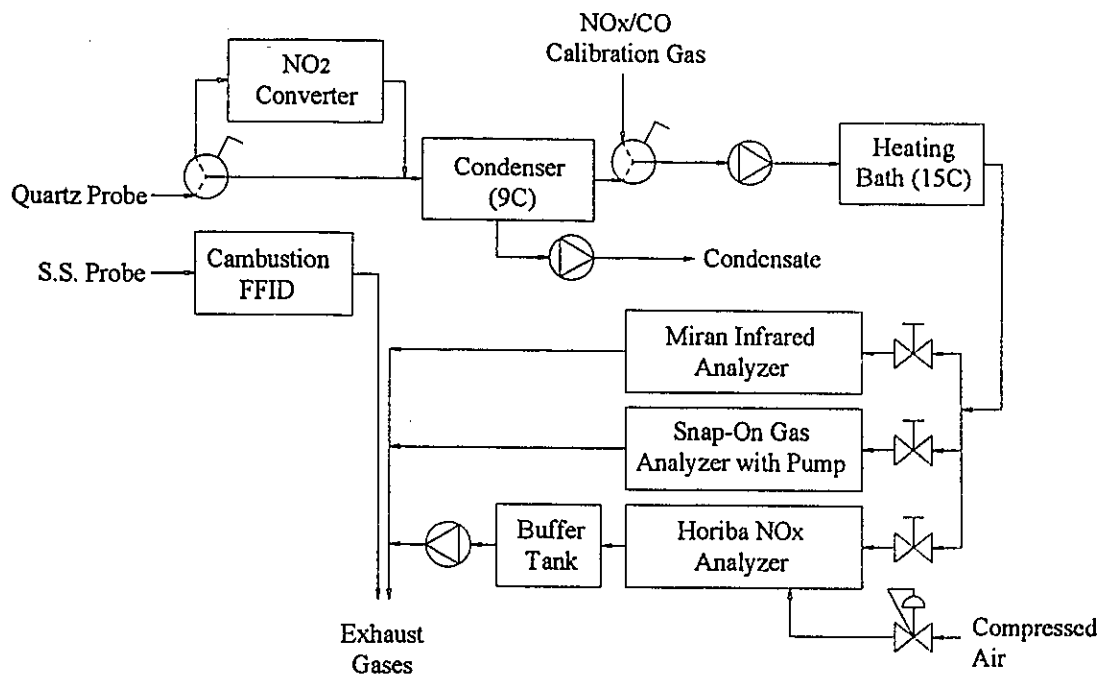 NOx/CO
Calibration Gas
NO2
Converter
Condenser
(9C)
Heating
Bath (15C)
Quartz Probe
S.S. Probe
Cambustion
FFID
Condensate
Miran Infrared
Analyzer
Snap-On Gas
Analyzer with Pump
Buffer
Tank
Horiba NOx
Analyzer
Exhaust
Gases
Compressed
Air